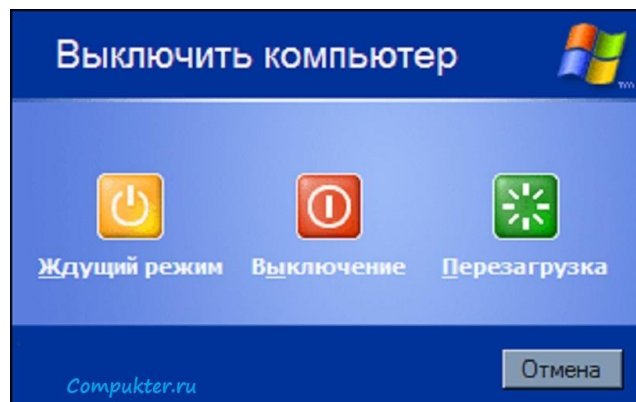 Выключить компьютер
Ждущий режим
Выключение
Перезагрузка
Отмена
Compukter.ru